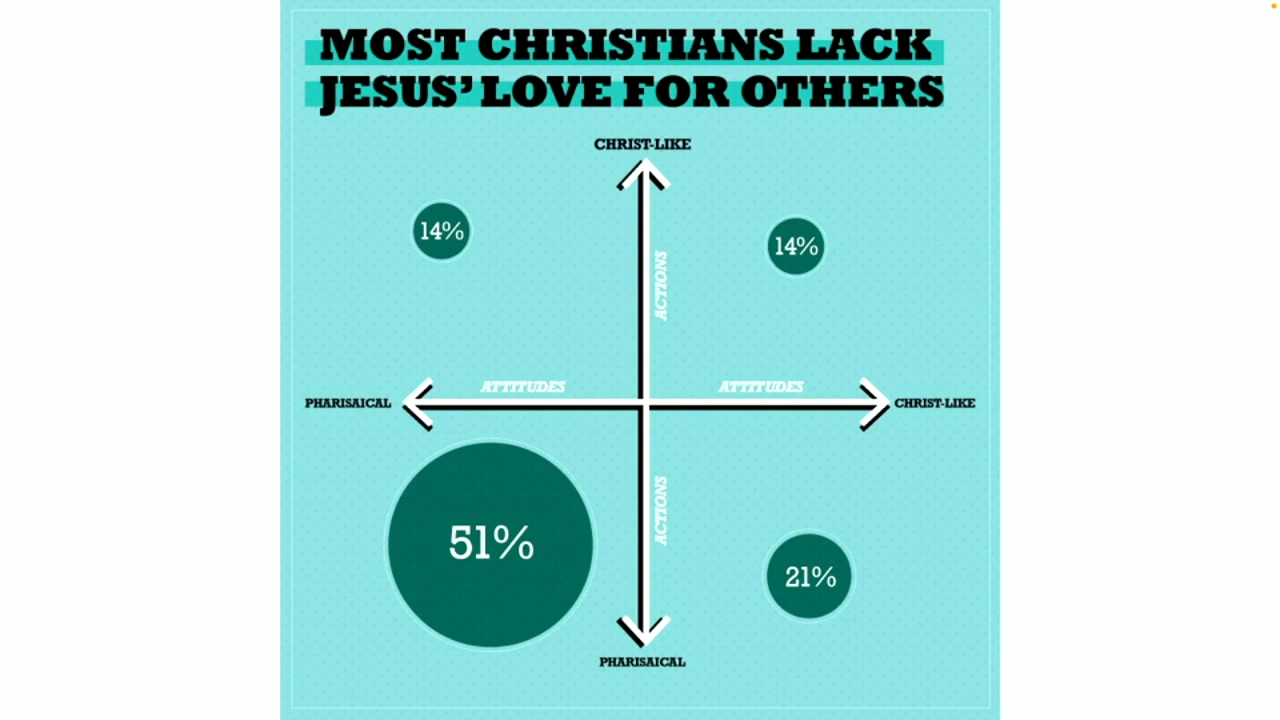 MOST CHRISTIANS LACK
JESUS’ LOVE FOR OTHERS
CHRIST-LIKE
14%
14%
ACTIONS
ATTITUDES
ATTITUDES
PHARISAICAL
CHRIST-LIKE
51%
ACTIONS
21%
PHARISAICAL